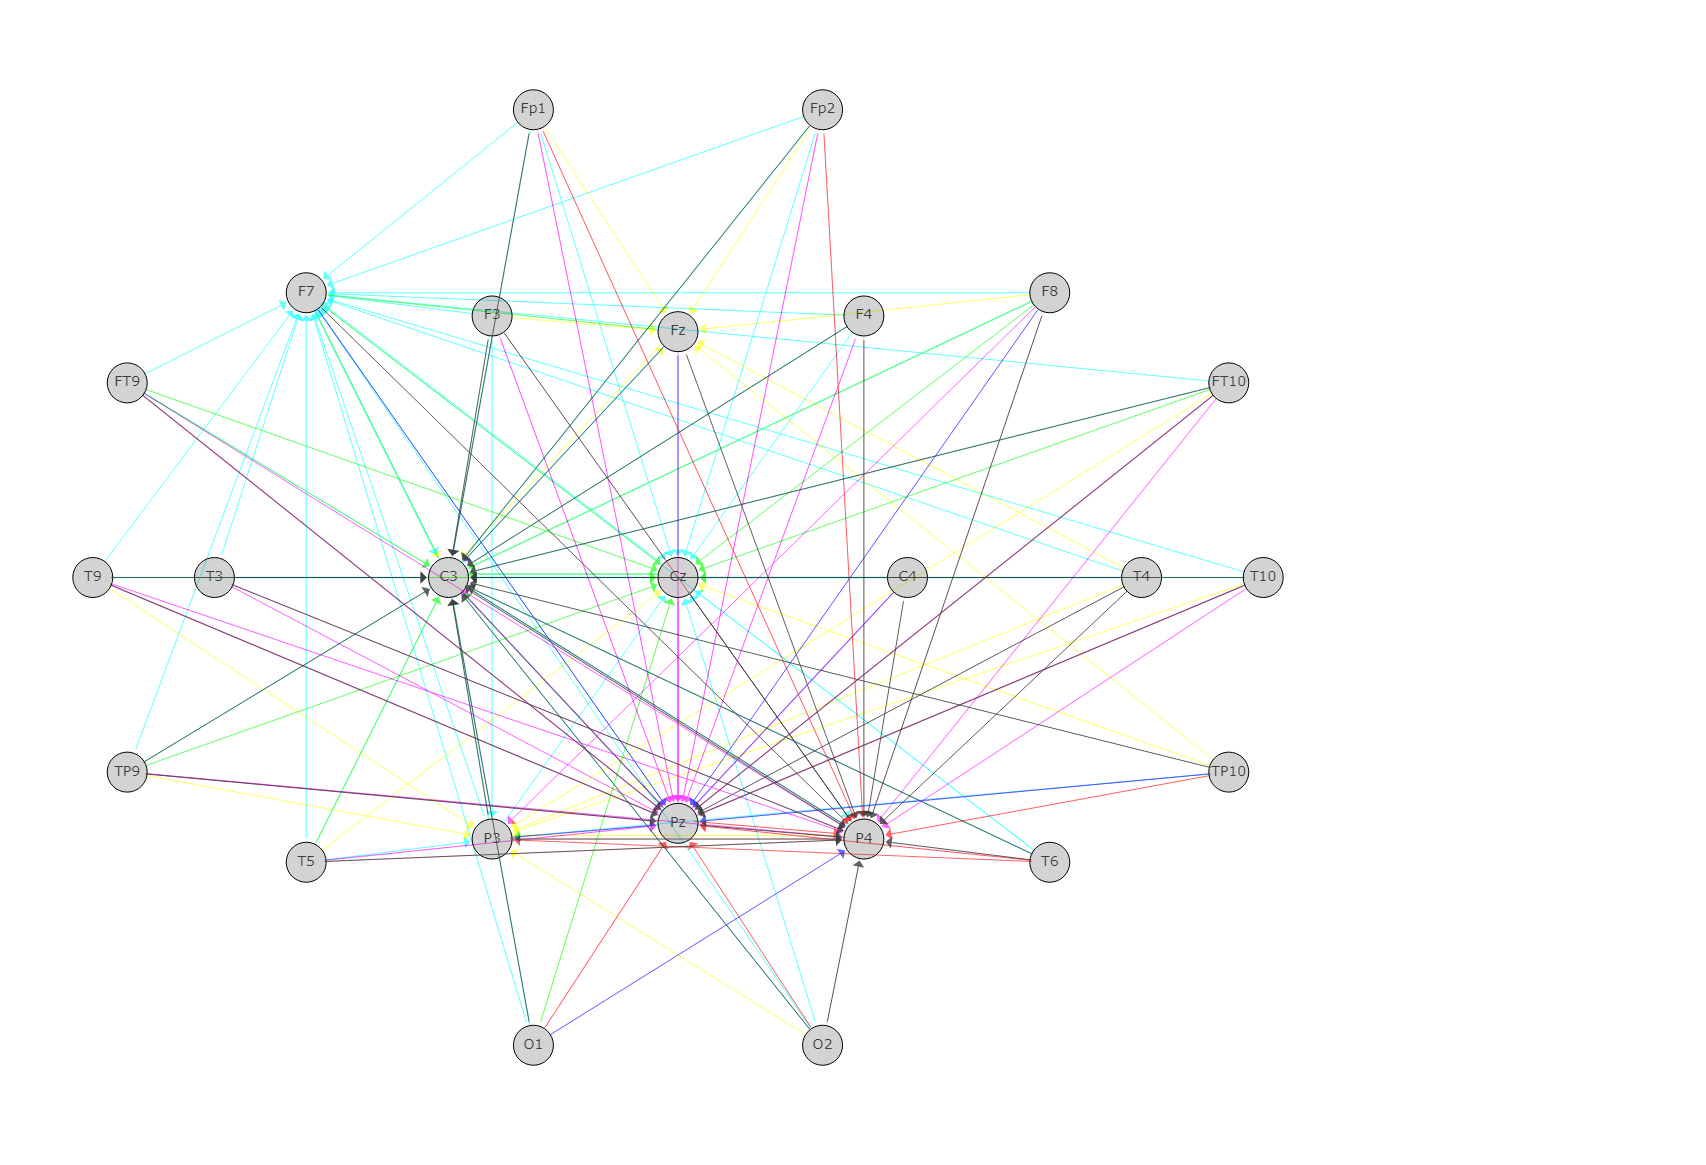 Fp1 Fp2
F7 F3 Fz F4 F8
FT9 FT10
T9 T3 C3 Cz C4 T4 T10
TP9 TP10
T5 P3 Pz P4 T6
O1 O2